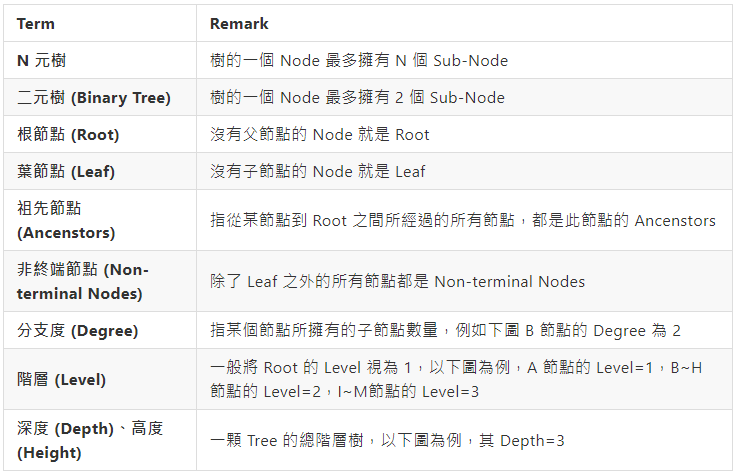 Term Remark
N 元樹 樹的一個 Node 最多擁有 N 個 Sub-Node
二元樹 (Binary Tree) 樹的一個 Node 最多擁有 2 個 Sub-Node
根節點 (Root) 沒有父節點的 Node 就是 Root
葉節點 (Leaf) 沒有子節點的 Node 就是 Leaf
祖先節點
(Ancenstors)
指從某節點到 Root 之間所經過的所有節點，都是此節點的 Ancenstors
非終端節點 (Non-
terminal Nodes)
除了 Leaf 之外的所有節點都是 Non-terminal Nodes
分支度 (Degree) 指某個節點所擁有的子節點數量，例如下圖 B 節點的 Degree 為 2
階層 (Level)
一般將 Root 的 Level 視為 1，以下圖為例，A 節點的 Level=1，B~H
節點的 Level=2，I~M節點的 Level=3
深度 (Depth)、高度
(Height)
一顆 Tree 的總階層樹，以下圖為例，其 Depth=3